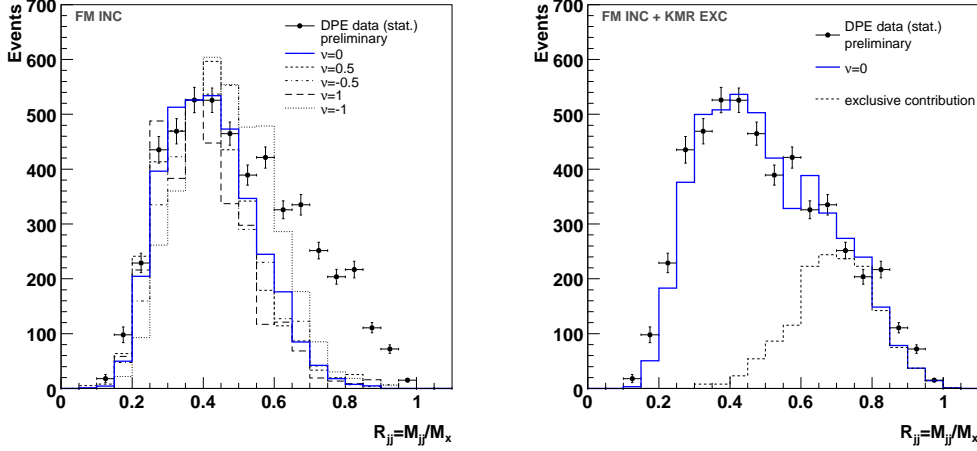 FM INC
Events
700
600
500
400
300
200
100
0
DPE data (stat.)
preliminary
ν=0
ν=0.5
ν=-0.5
ν=1
ν=-1
0 0.2 0.4 0.6 0.8 1
R_jj=M_jj/M_x
FM INC + KMR EXC
Events
700
600
500
400
300
200
100
0
DPE data (stat.)
preliminary
ν=0
exclusive contribution
0 0.2 0.4 0.6 0.8 1
R_jj=M_jj/M_x